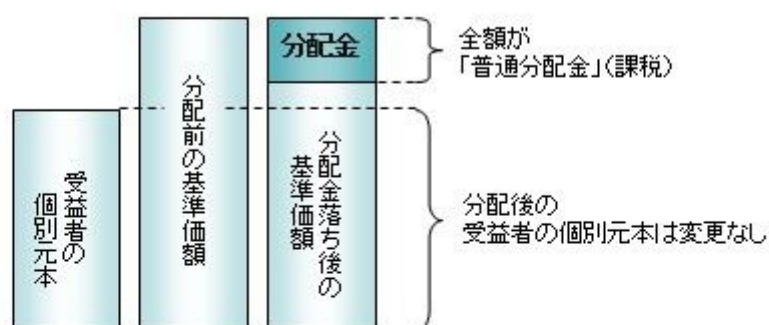 受益者の
個別元本
分配前の基準価額
分配金
分配金落ち後の
基準価額
全額が
「普通分配金」(課税)
分配後の
受益者の個別元本は変更なし